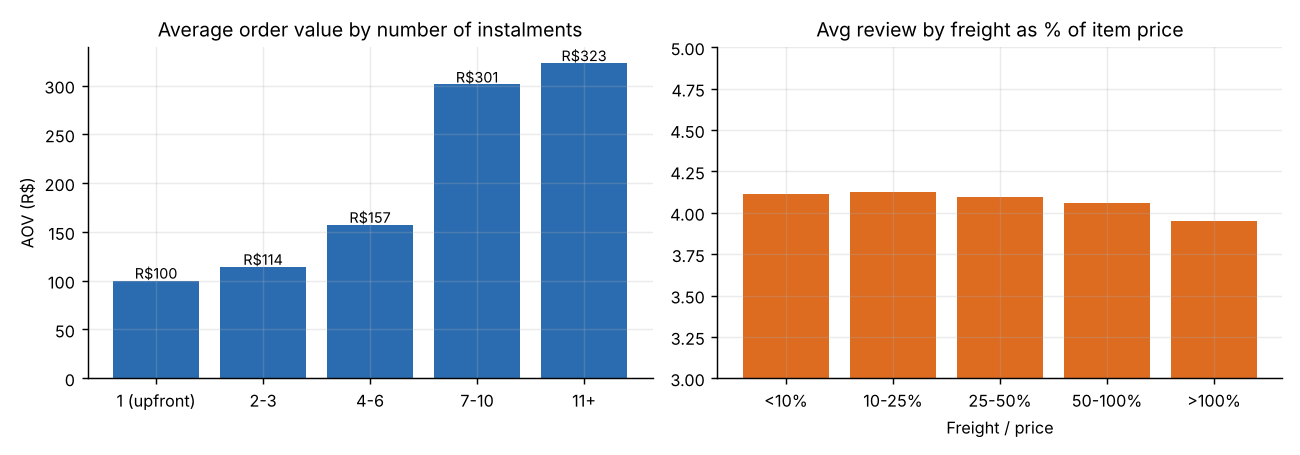 Average order value by number of instalments
AOV (R$)
300
250
200
150
100
50
0
R$100
R$114
R$157
R$301
R$323
1 (upfront)
2-3
4-6
7-10
11+
Avg review by freight as % of item price
5.00
4.75
4.50
4.25
4.00
3.75
3.50
3.25
3.00
<10%
10-25%
25-50%
50-100%
>100%
Freight / price